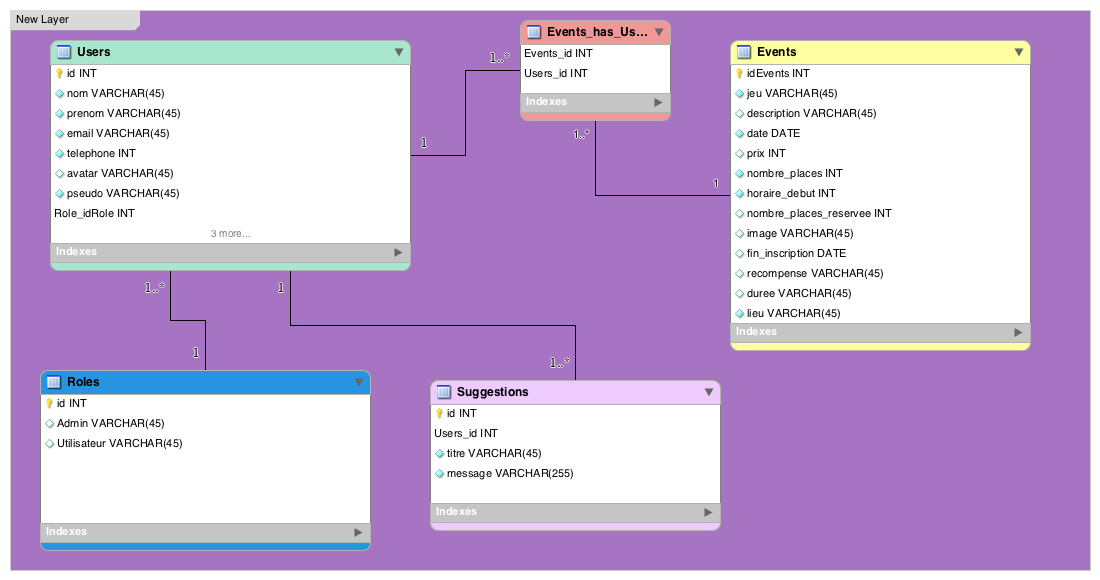 New Layer
Users
id INT
nom VARCHAR(45)
prenom VARCHAR(45)
email VARCHAR(45)
telephone INT
avatar VARCHAR(45)
pseudo VARCHAR(45)
Role_idRole INT
3 more...
Indexes
1
1..*
Events_has_Us...
Events_id INT
Users_id INT
Indexes
1..*
1
Events
idEvents INT
jeu VARCHAR(45)
description VARCHAR(45)
date DATE
prix INT
nombre_places INT
horaire_debut INT
nombre_places_reservee INT
image VARCHAR(45)
fin_inscription DATE
recompense VARCHAR(45)
duree VARCHAR(45)
lieu VARCHAR(45)
Indexes
1..*
1
1
1..*
Roles
id INT
Admin VARCHAR(45)
Utilisateur VARCHAR(45)
Indexes
Suggestions
id INT
Users_id INT
titre VARCHAR(45)
message VARCHAR(255)
Indexes